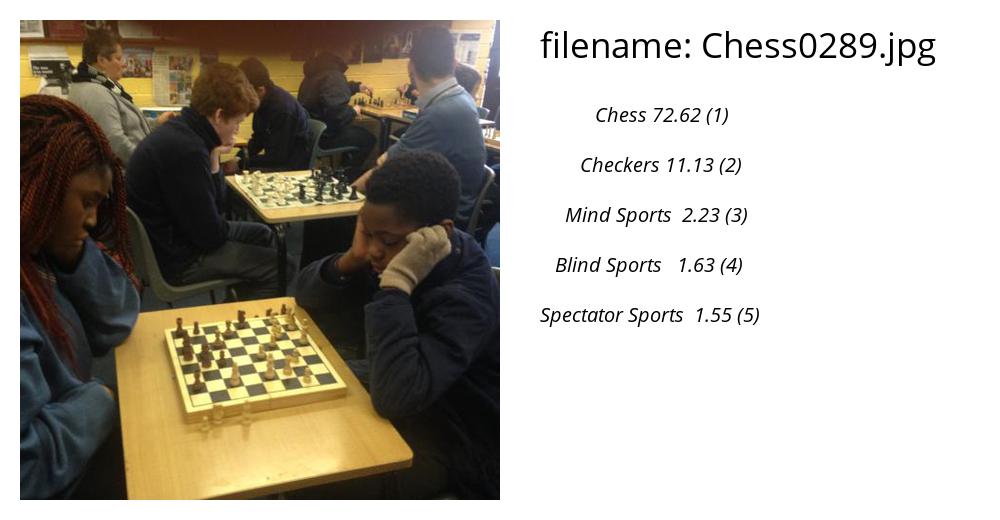 filename: Chess0289.jpg
Chess 72.62 (1)
Checkers 11.13 (2)
Mind Sports 2.23 (3)
Blind Sports 1.63 (4)
Spectator Sports 1.55 (5)